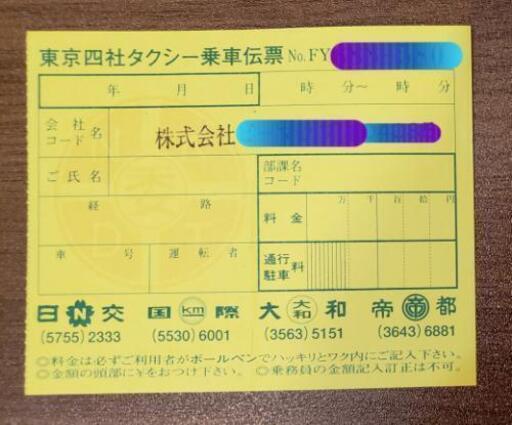 東京四社タクシー乗車伝票 No. FY
年 月 日 時 分〜 時 分
会社名 コード 株式会社
ご氏名 部課名 コード
経路 料金 万 千 百 拾 円
車号 運転者 通行 駐車 料
日 N 交 国 km 際 大 大和 和 帝 帝 都
(5755)2333 (5530)6001 (3563)5151 (3643)6881
◎料金は必ずご利用者がボールペンでハッキリとワク内にご記入下さい。
◎金額の頭部に¥をおつけ下さい。 ◎乗務員の金額記入訂正は不可。